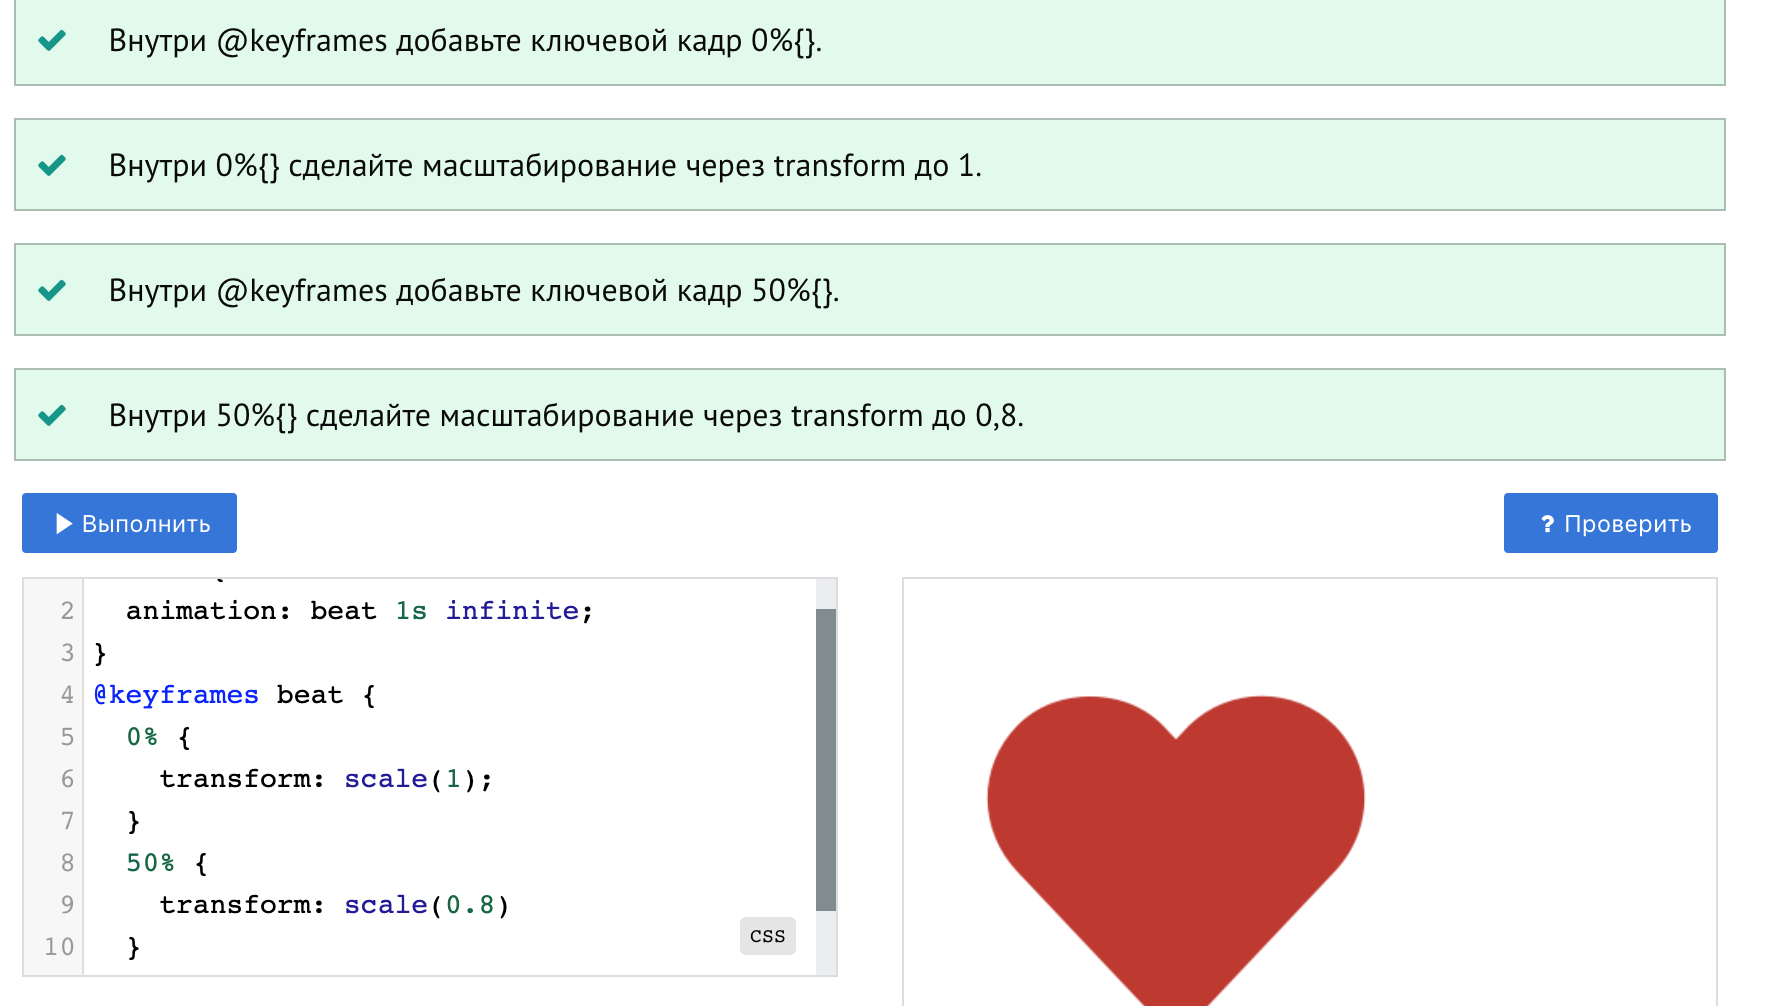 Внутри @keyframes добавьте ключевой кадр 0%{}.
Внутри 0%{} сделайте масштабирование через transform до 1.
Внутри @keyframes добавьте ключевой кадр 50%{}.
Внутри 50%{} сделайте масштабирование через transform до 0,8.
Выполнить
? Проверить
2 animation: beat 1s infinite;
3 }
4 @keyframes beat {
5 0% {
6 transform: scale(1);
7 }
8 50% {
9 transform: scale(0.8)
10 }
css